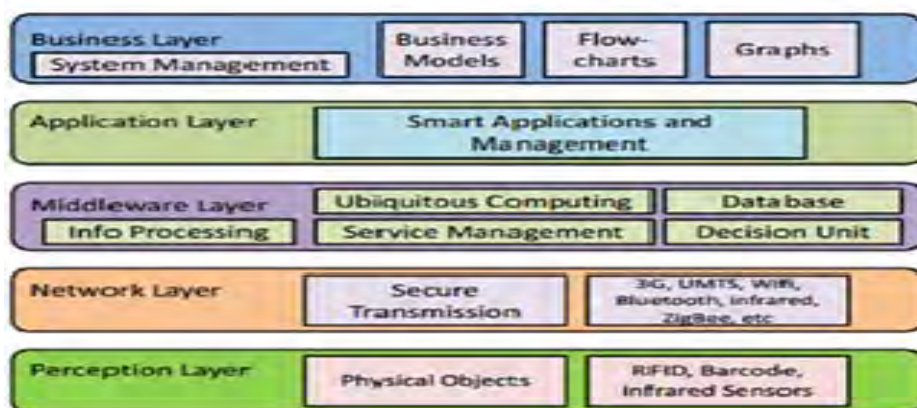 Business Layer
System Management
Business
Models
Flow-
charts
Graphs
Application Layer
Smart Applications and
Management
Middleware Layer
Info Processing
Ubiquitous Computing
Service Management
Database
Decision Unit
Network Layer
Secure
Transmission
3G, UMTS, Wifi,
Bluetooth, Infrared,
ZigBee, etc
Perception Layer
Physical Objects
RFID, Barcode,
Infrared Sensors